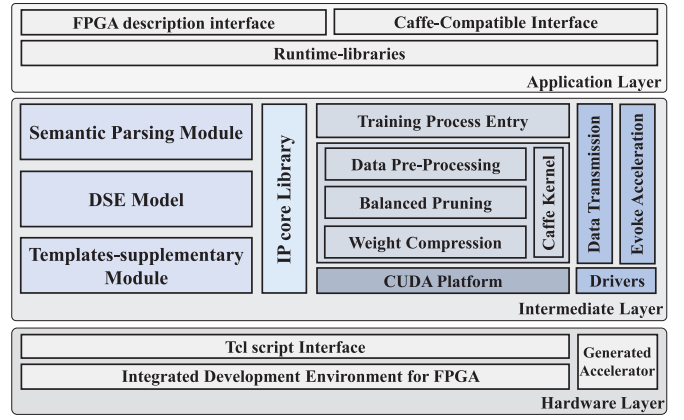 FPGA description interface
Caffe-Compatible Interface
Runtime-libraries
Application Layer
Semantic Parsing Module
DSE Model
Templates-supplementary
Module
IP core Library
Training Process Entry
Data Pre-Processing
Balanced Pruning
Weight Compression
Caffe Kernel
CUDA Platform
Data Transmission
Evoke Acceleration
Drivers
Intermediate Layer
Tcl script Interface
Integrated Development Environment for FPGA
Generated
Accelerator
Hardware Layer